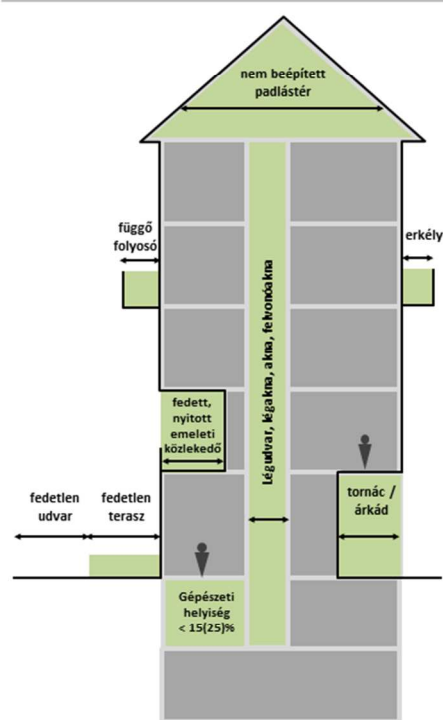 nem beépített
padlástér
függő
folyosó
erkély
Légudvar, légakna, akna, felvonóakna
fedett,
nyitott
emeleti
közlekedő
fedetlen
udvar
fedetlen
terasz
tornác /
árkád
Gépészeti
helyiség
< 15(25)%